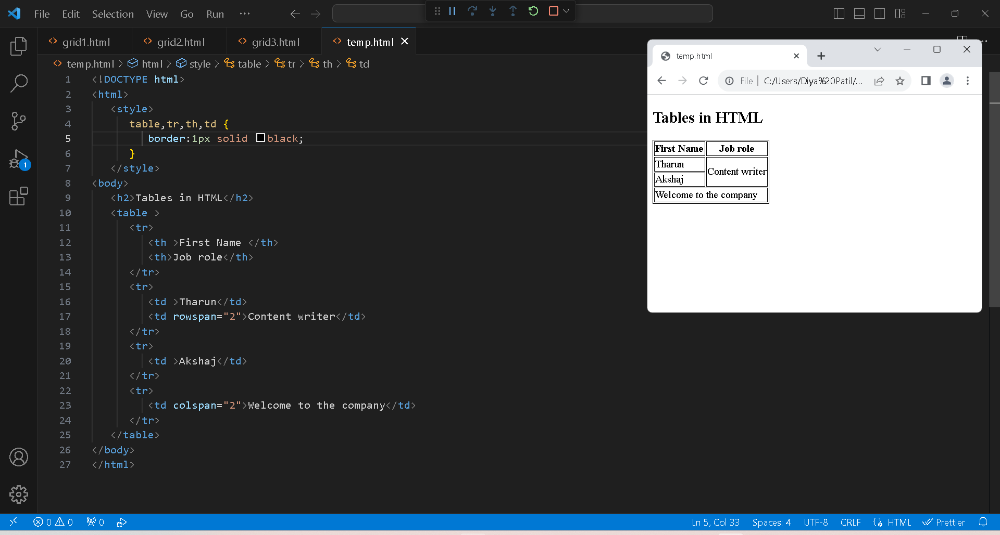 File Edit Selection View Go Run ···
grid1.html grid2.html grid3.html temp.html
temp.html > html > style > table > tr > th > td
1 <!DOCTYPE html>
2 <html>
3 <style>
4 table,tr,th,td {
5 border:1px solid black;
6 }
7 </style>
8 <body>
9 <h2>Tables in HTML</h2>
10 <table >
11 <tr>
12 <th >First Name </th>
13 <th>Job role</th>
14 </tr>
15 <tr>
16 <td >Tharun</td>
17 <td rowspan="2">Content writer</td>
18 </tr>
19 <tr>
20 <td >Akshaj</td>
21 </tr>
22 <tr>
23 <td colspan="2">Welcome to the company</td>
24 </tr>
25 </table>
26 </body>
27 </html>
1
temp.html
File | C:/Users/Diya%20Patil/...
Tables in HTML
First Name Job role
Tharun
Content writer
Akshaj
Welcome to the company
0 0 0 Ln 5, Col 33 Spaces: 4 UTF-8 CRLF HTML Prettier